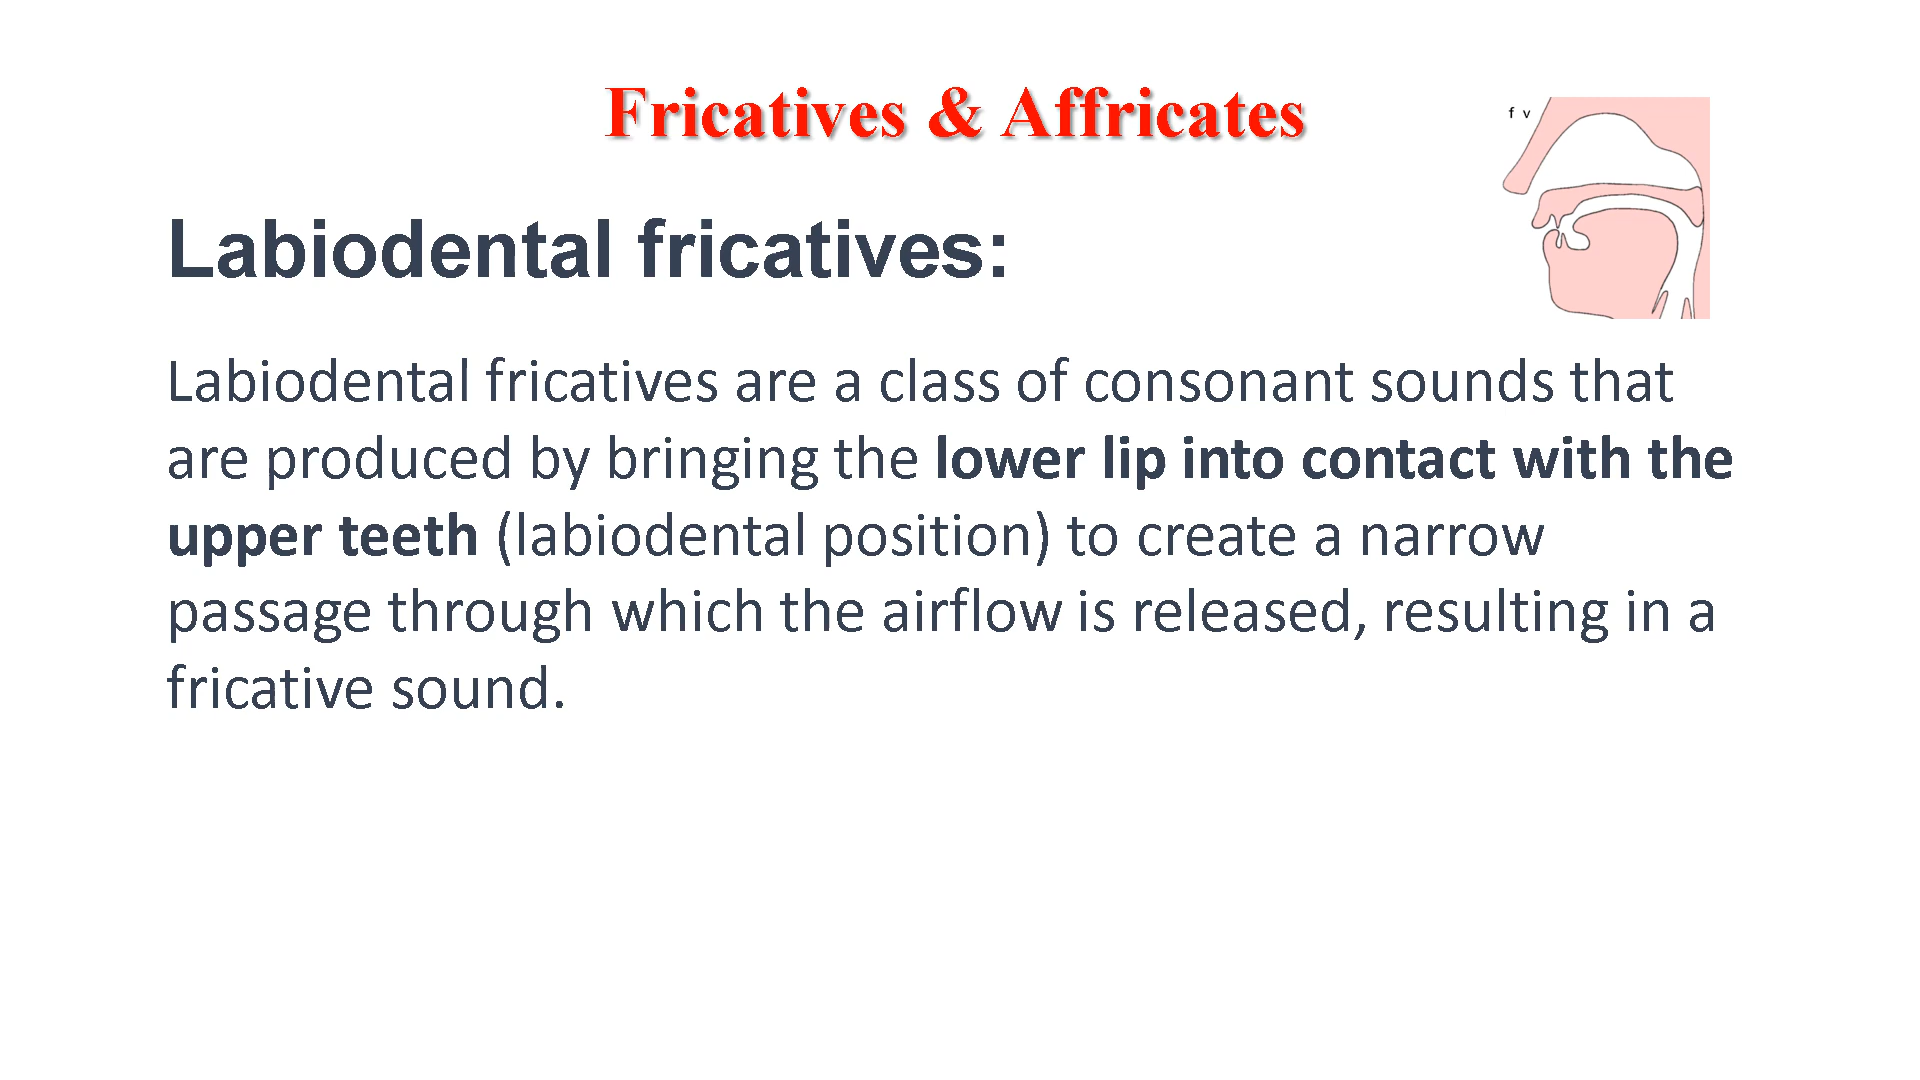 Fricatives & Affricates
f v
Labiodental fricatives:
Labiodental fricatives are a class of consonant sounds that
are produced by bringing the lower lip into contact with the
upper teeth (labiodental position) to create a narrow
passage through which the airflow is released, resulting in a
fricative sound.